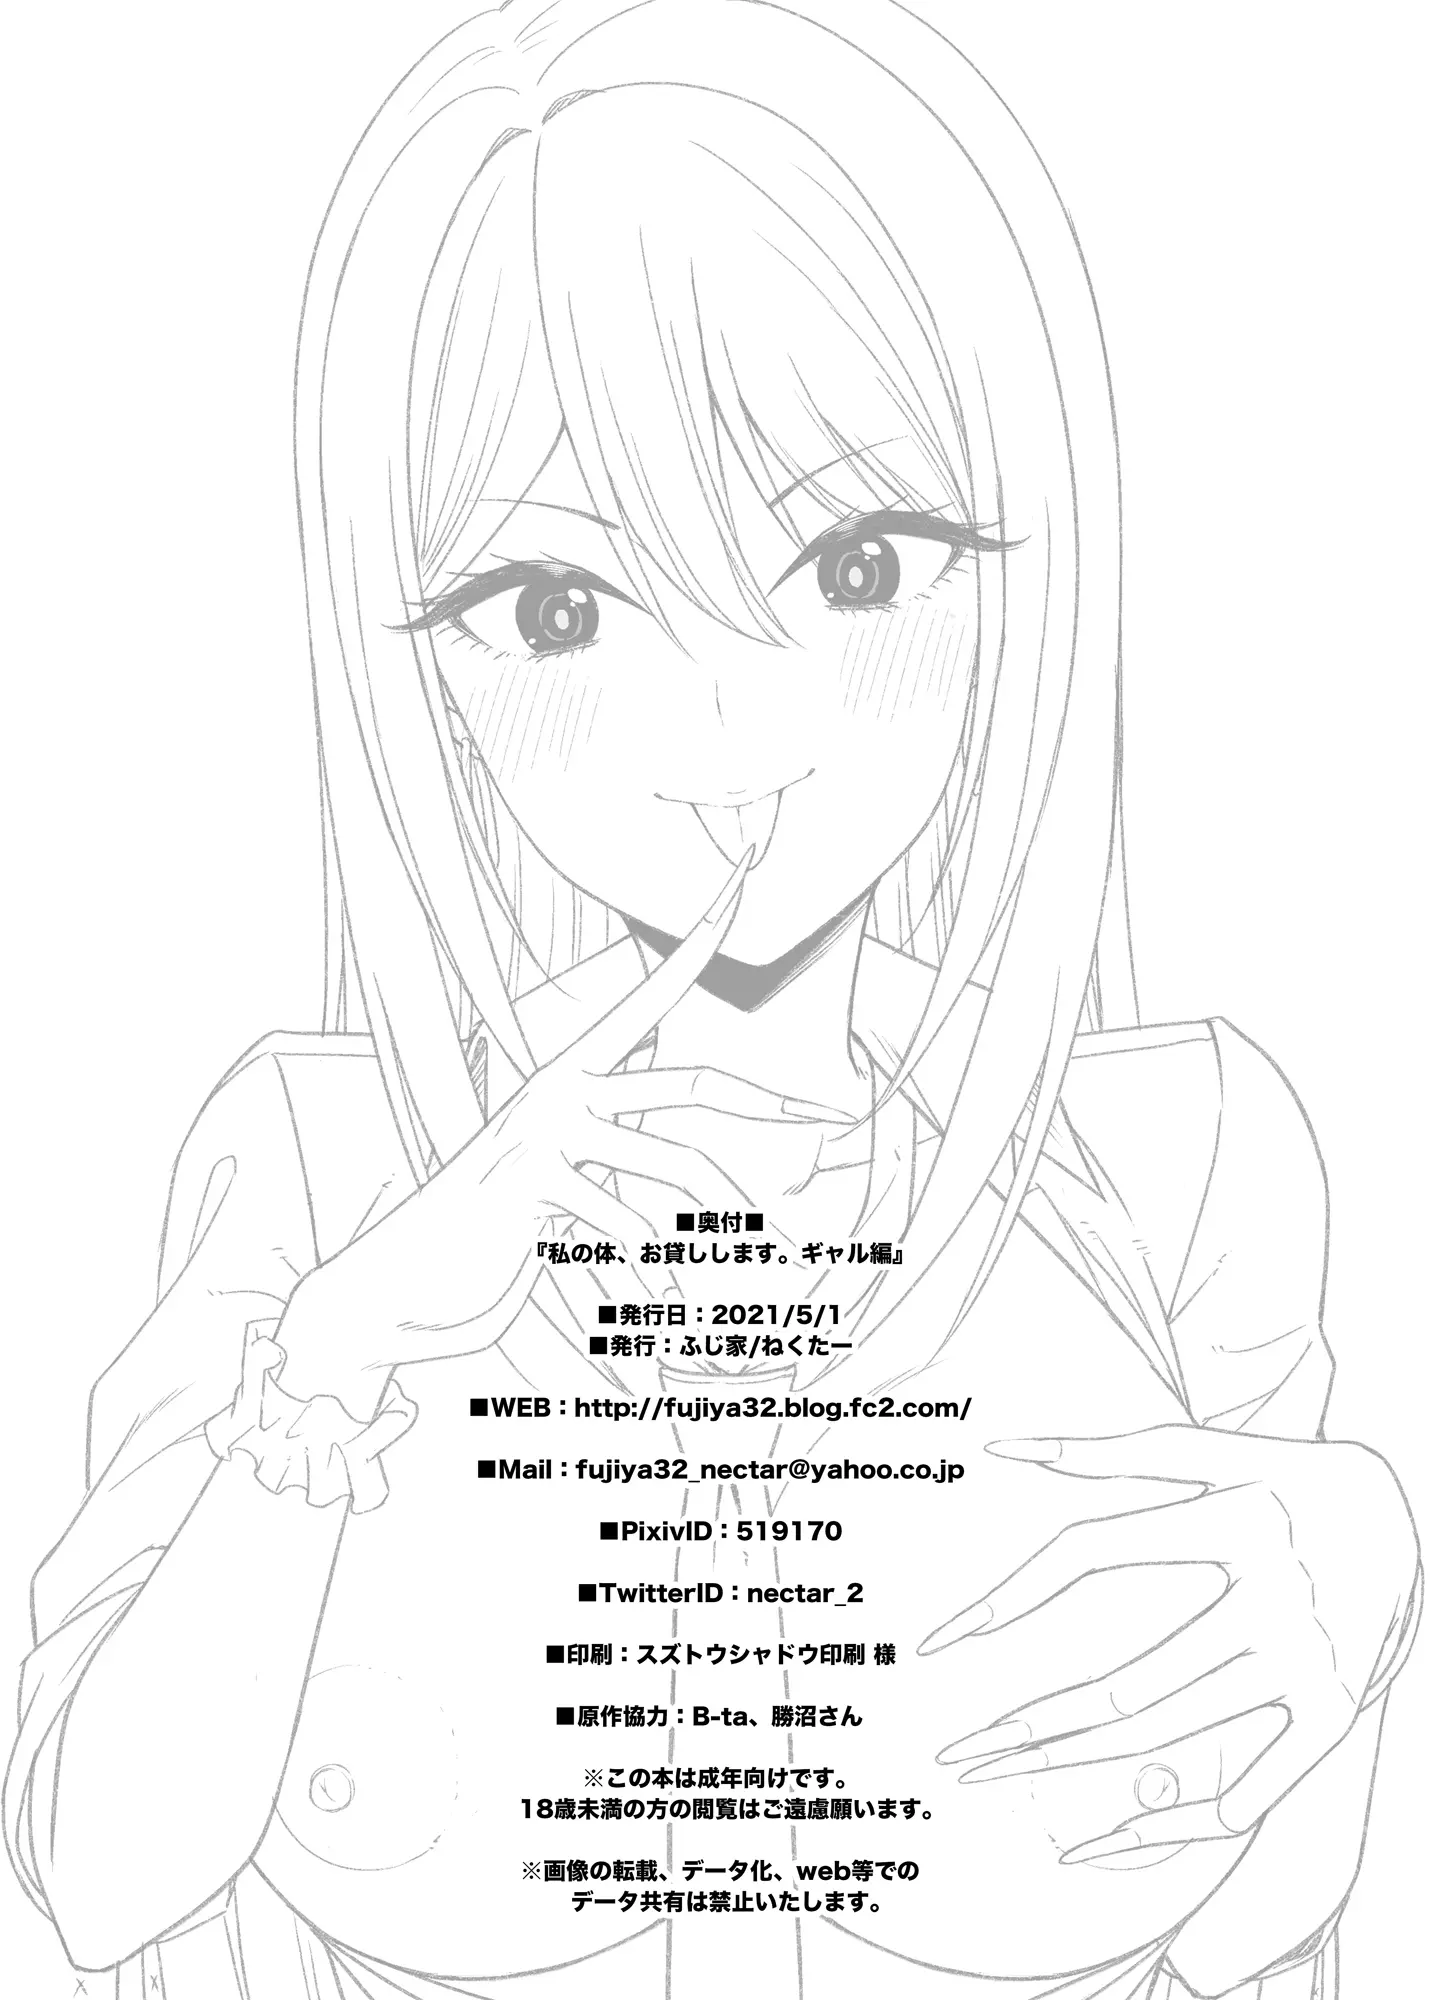 ■奥付■
『私の体、お貸しします。ギャル編』
■発行日：2021/5/1
■発行：ふじ家/ねくたー
■WEB：http://fujiya32.blog.fc2.com/
■Mail：fujiya32_nectar@yahoo.co.jp
■PixivID：519170
■TwitterID：nectar_2
■印刷：スズトウシャドウ印刷 様
■原作協力：B-ta、勝沼さん
※この本は成年向けです。
18歳未満の方の閲覧はご遠慮願います。
※画像の転載、データ化、web等での
データ共有は禁止いたします。